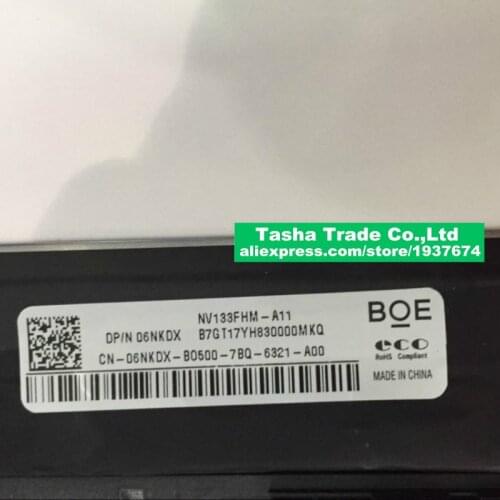 Tasha Trade Co.,Ltd
aliexpress.com/store/1937674
NV133FHM-A11
DP/N 06NKDX B7GT17YH830000MKQ
CN-06NKDX-BO500-7BQ-6321-A00
BOE
eco
RoHS Compliant
MADE IN CHINA